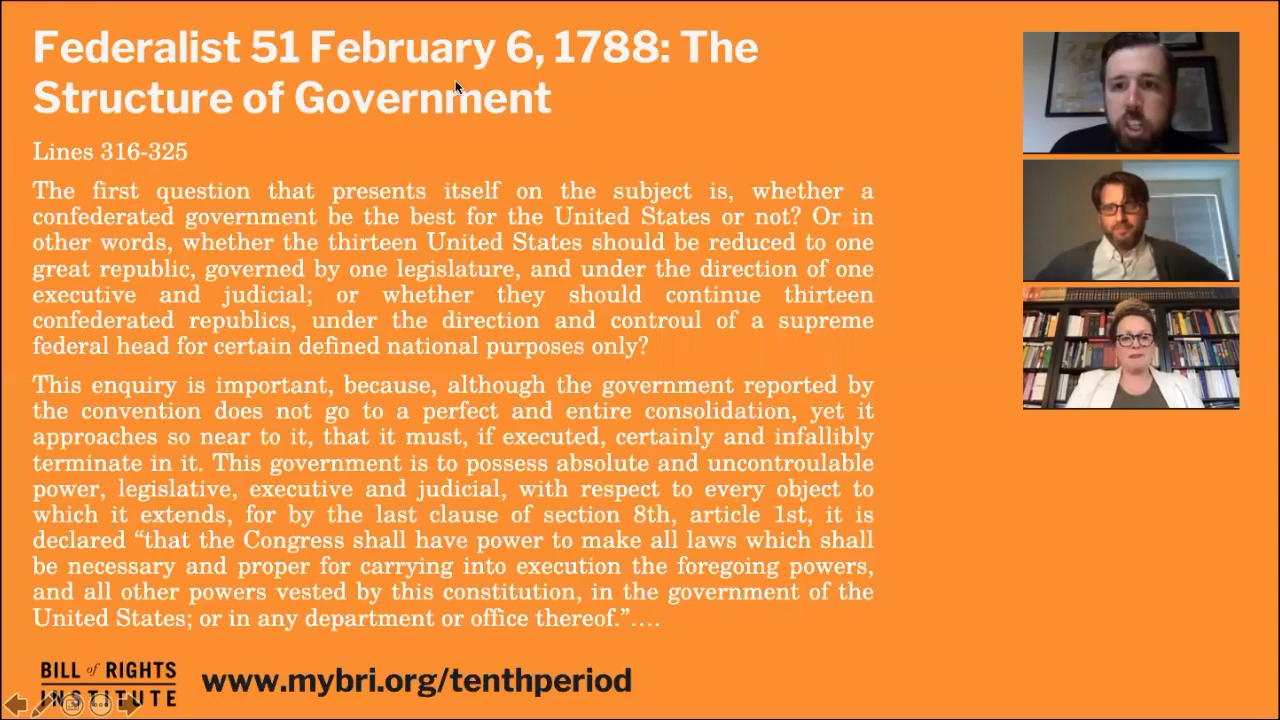 Federalist 51 February 6, 1788: The
Structure of Government
Lines 316-325
The first question that presents itself on the subject is, whether a
confederated government be the best for the United States or not? Or in
other words, whether the thirteen United States should be reduced to one
great republic, governed by one legislature, and under the direction of one
executive and judicial; or whether they should continue thirteen
confederated republics, under the direction and controul of a supreme
federal head for certain defined national purposes only?
This enquiry is important, because, although the government reported by
the convention does not go to a perfect and entire consolidation, yet it
approaches so near to it, that it must, if executed, certainly and infallibly
terminate in it. This government is to possess absolute and uncontroulable
power, legislative, executive and judicial, with respect to every object to
which it extends, for by the last clause of section 8th, article 1st, it is
declared “that the Congress shall have power to make all laws which shall
be necessary and proper for carrying into execution the foregoing powers,
and all other powers vested by this constitution, in the government of the
United States; or in any department or office thereof.”….
BILL of RIGHTS
INSTITUTE
www.mybri.org/tenthperiod